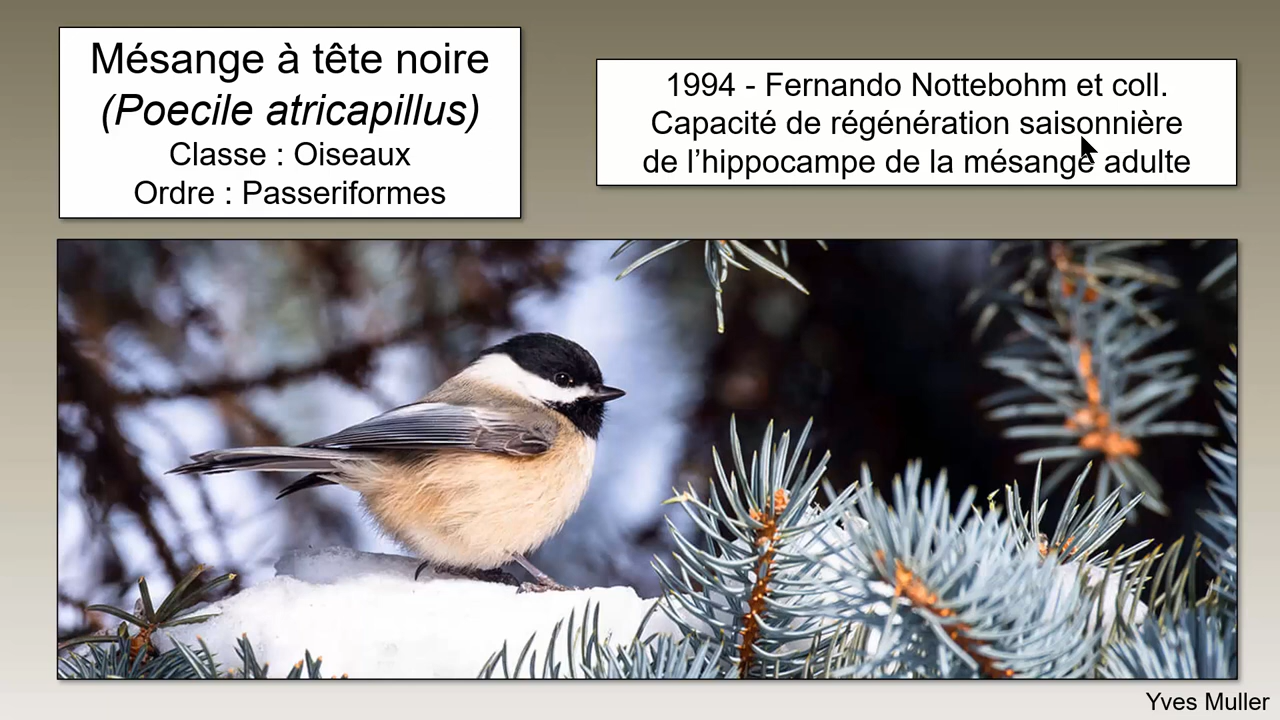 Mésange à tête noire
(Poecile atricapillus)
Classe : Oiseaux
Ordre : Passeriformes
1994 - Fernando Nottebohm et coll.
Capacité de régénération saisonnière
de l’hippocampe de la mésange adulte
Yves Muller